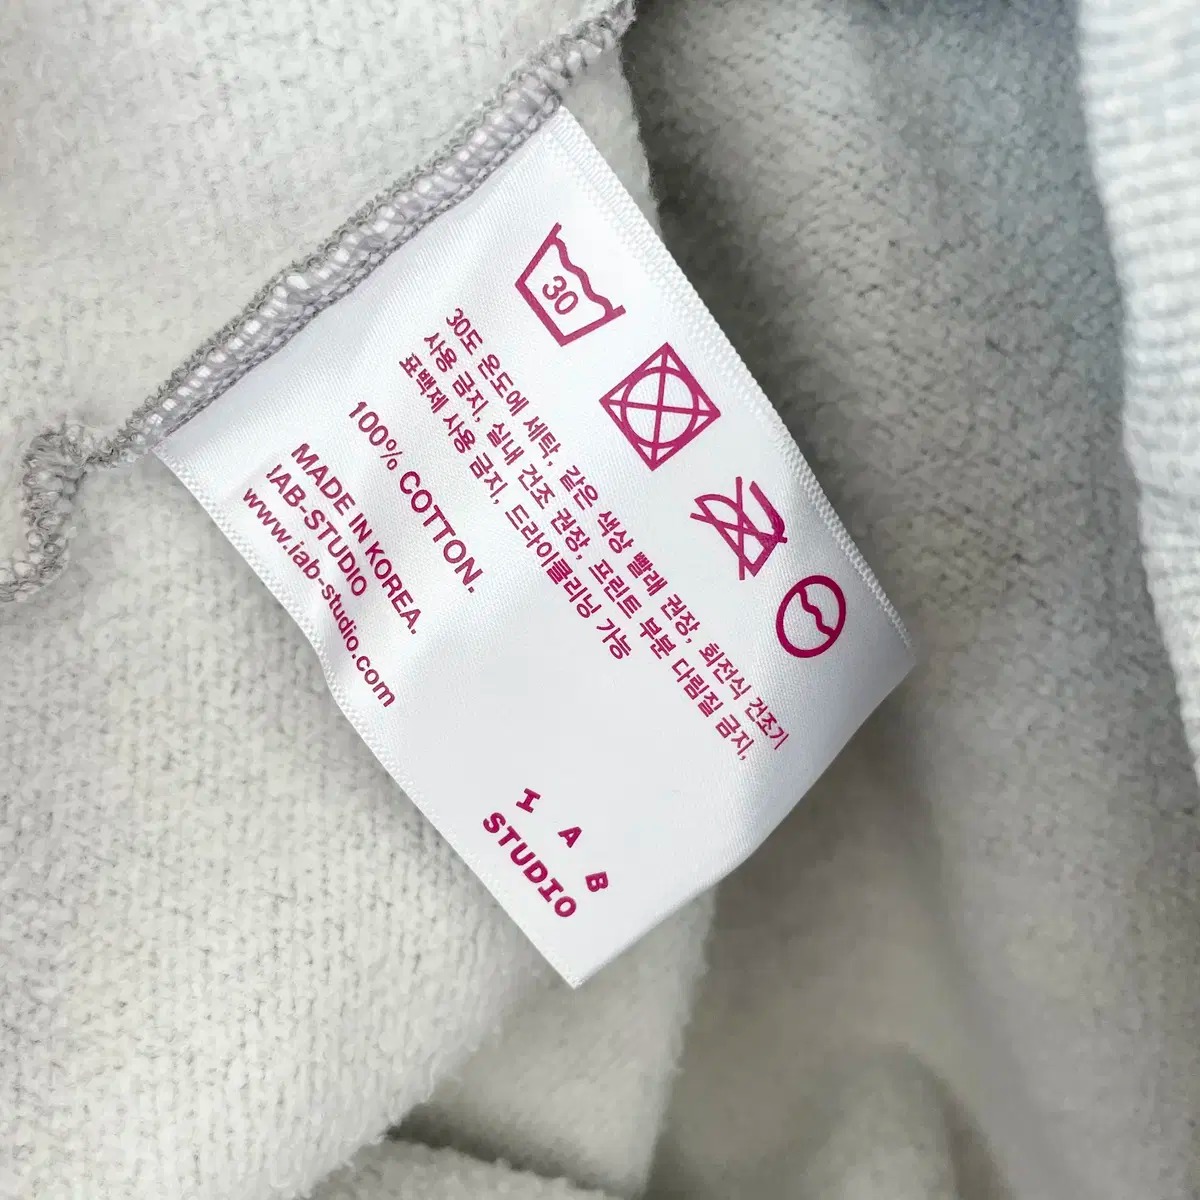 30
30도 온도에 세탁, 같은 색상 빨래 권장, 회전식 건조기
사용 금지, 실내 건조 권장, 프린트 부분 다림질 금지,
표백제 사용 금지, 드라이클리닝 가능
100% COTTON.
MADE IN KOREA.
IAB-STUDIO
www.iab-studio.com
I A B
STUDIO